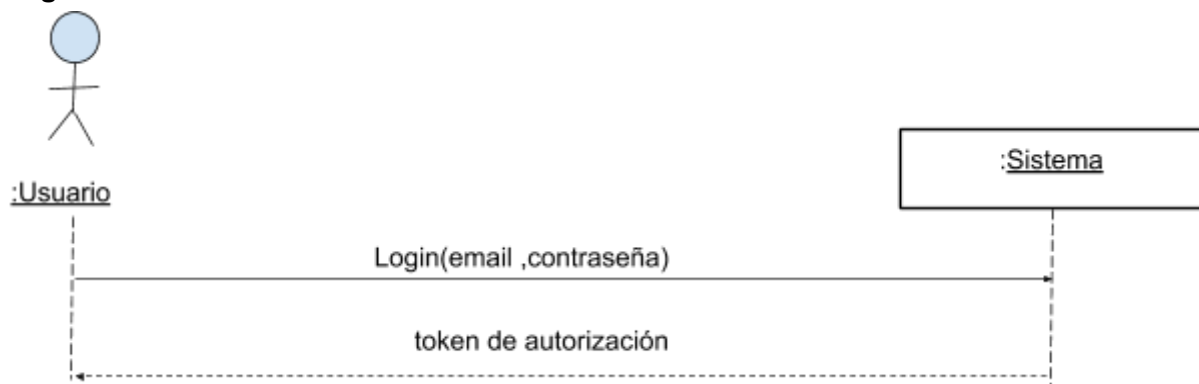 :Usuario
:Sistema
Login(email ,contraseña)
token de autorización